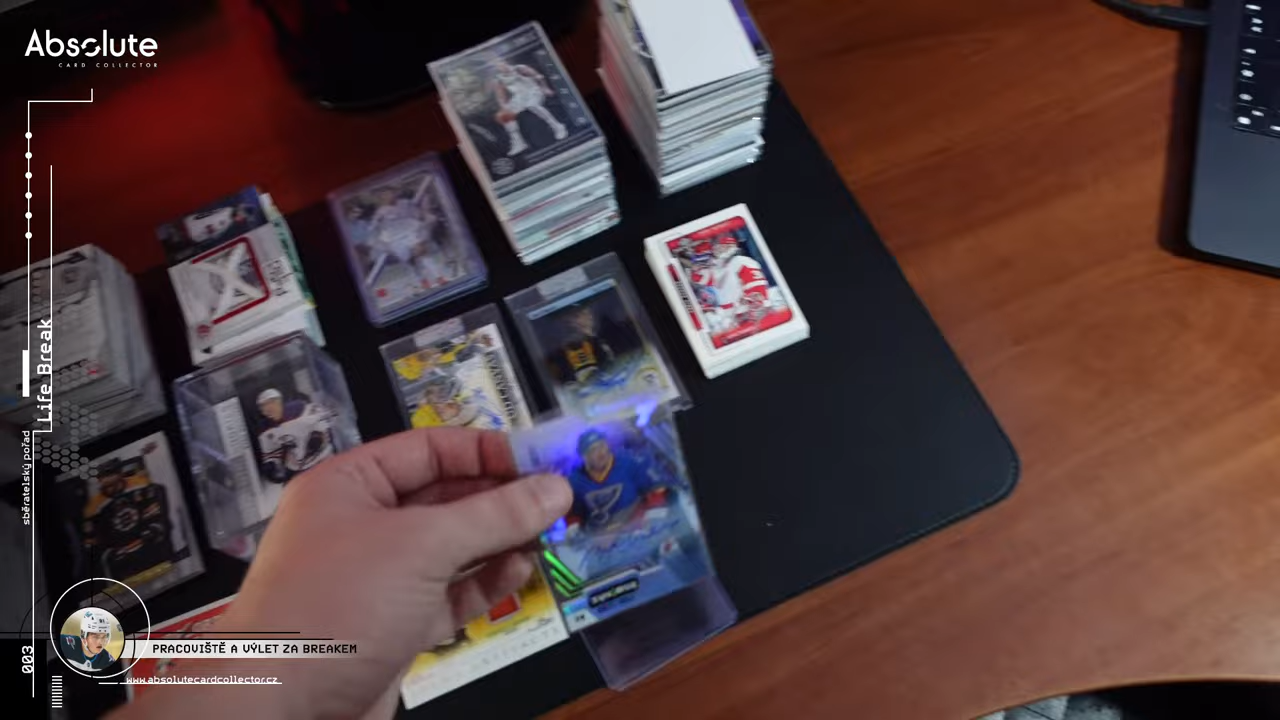 Absolute
CARD COLLECTOR
Life Break
sběratelský pořad
003
PRACOVIŠTĚ A VÝLET ZA BREAKEM
www.absolutecardcollector.cz